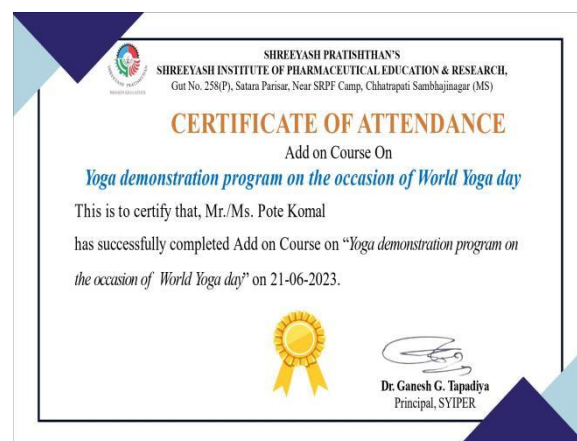 SHREEYASH PRATISHTHAN'S
SHREEYASH INSTITUTE OF PHARMACEUTICAL EDUCATION & RESEARCH,
Gut No. 258(P), Satara Parisar, Near SRPF Camp, Chhatrapati Sambhajinagar (MS)
CERTIFICATE OF ATTENDANCE
Add on Course On
Yoga demonstration program on the occasion of World Yoga day
This is to certify that, Mr./Ms. Pote Komal
has successfully completed Add on Course on “Yoga demonstration program on
the occasion of World Yoga day” on 21-06-2023.
Dr. Ganesh G. Tapadiya
Principal, SYIPER